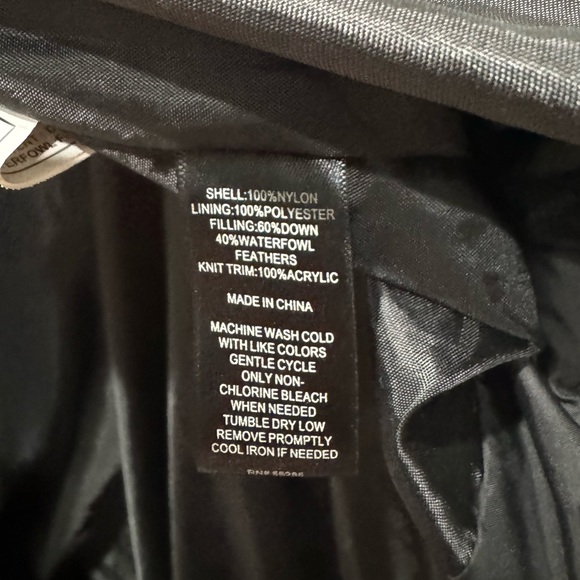 SHELL:100%NYLON
LINING:100%POLYESTER
FILLING:60%DOWN
40%WATERFOWL
FEATHERS
KNIT TRIM:100%ACRYLIC
MADE IN CHINA
MACHINE WASH COLD
WITH LIKE COLORS
GENTLE CYCLE
ONLY NON-
CHLORINE BLEACH
WHEN NEEDED
TUMBLE DRY LOW
REMOVE PROMPTLY
COOL IRON IF NEEDED